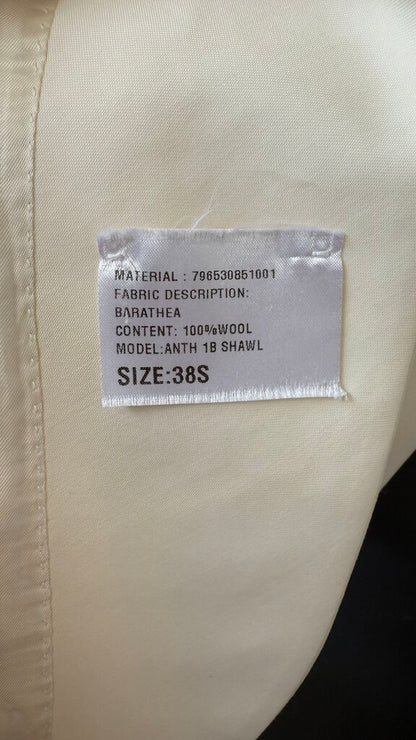 MATERIAL : 796530851001
FABRIC DESCRIPTION:
BARATHEA
CONTENT: 100%WOOL
MODEL:ANTH 1B SHAWL
SIZE:38S